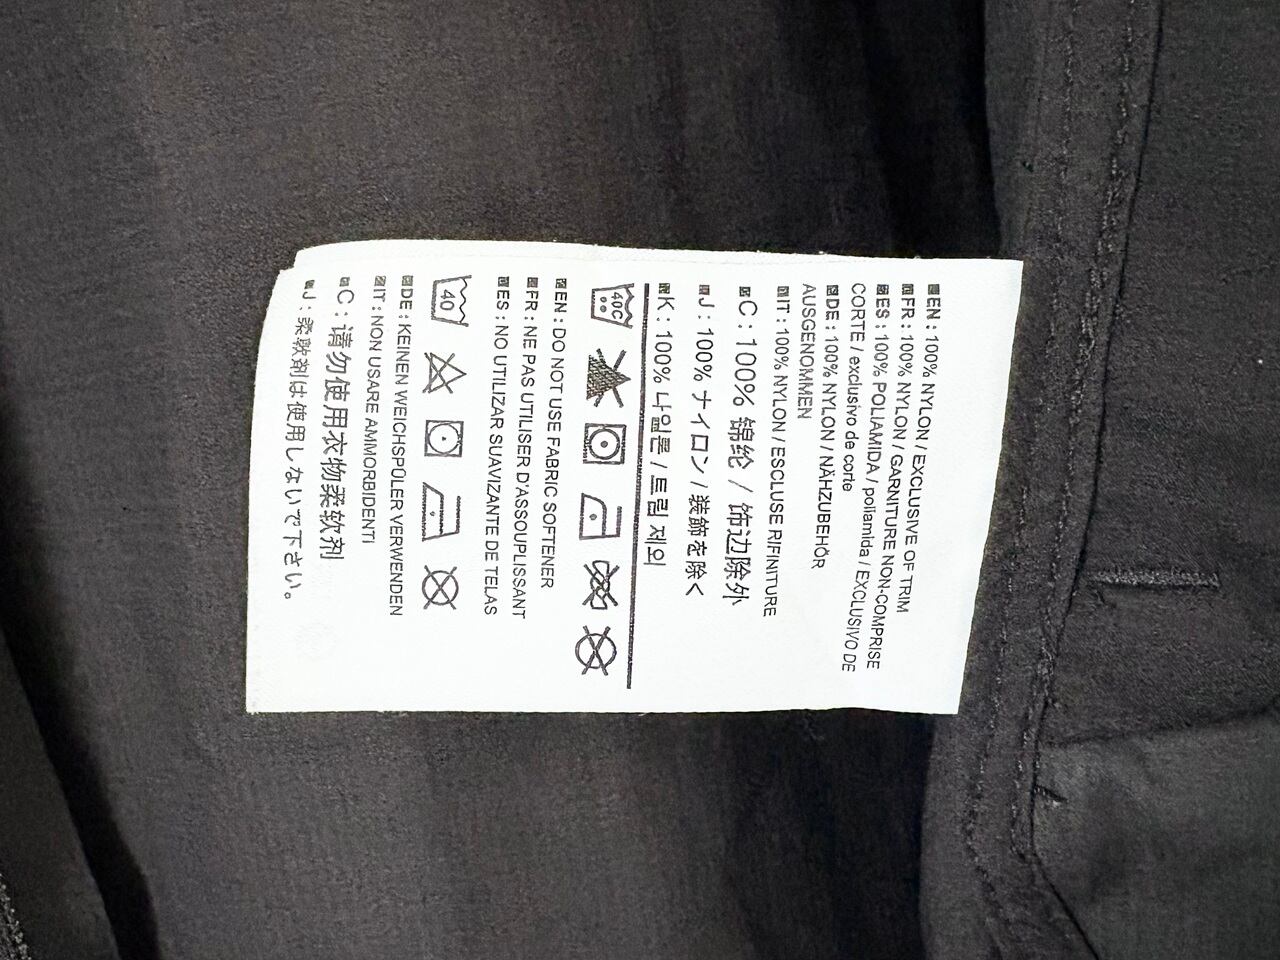 EN : 100% NYLON / EXCLUSIVE OF TRIM
FR : 100% NYLON / GARNITURE NON-COMPRISE
ES : 100% POLIAMIDA / poliamida / EXCLUSIVO DE
CORTE / exclusivo de corte
DE : 100% NYLON / NÄHZUBEHÖR
AUSGENOMMEN
IT : 100% NYLON / ESCLUSE RIFINITURE
C : 100% 锦纶 / 饰边除外
J : 100% ナイロン / 装飾を除く
K : 100% 나일론 / 트림 제외
40C
EN : DO NOT USE FABRIC SOFTENER
FR : NE PAS UTILISER D'ASSOUPLISSANT
ES : NO UTILIZAR SUAVIZANTE DE TELAS
40
DE : KEINEN WEICHSPÜLER VERWENDEN
IT : NON USARE AMMORBIDENTI
C : 请勿使用衣物柔软剂
J : 柔軟剤は使用しないで下さい。